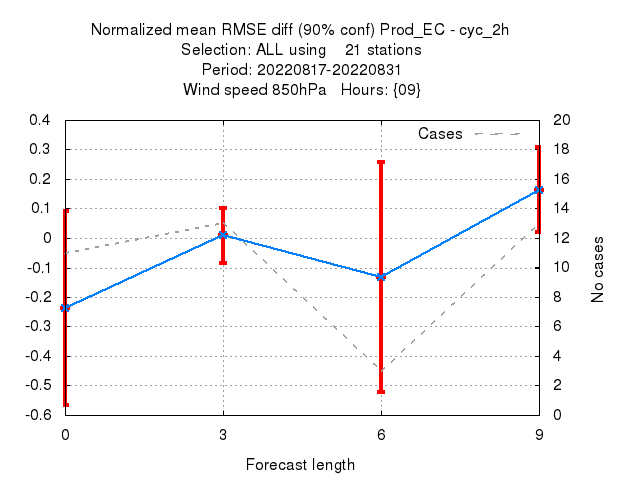 Normalized mean RMSE diff (90% conf) Prod_EC - cyc_2h
Selection: ALL using 21 stations
Period: 20220817-20220831
Wind speed 850hPa Hours: {09}
Cases
0.4
0.3
0.2
0.1
0
-0.1
-0.2
-0.3
-0.4
-0.5
-0.6
20
18
16
14
12
10
8
6
4
2
0
No cases
0 3 6 9
Forecast length